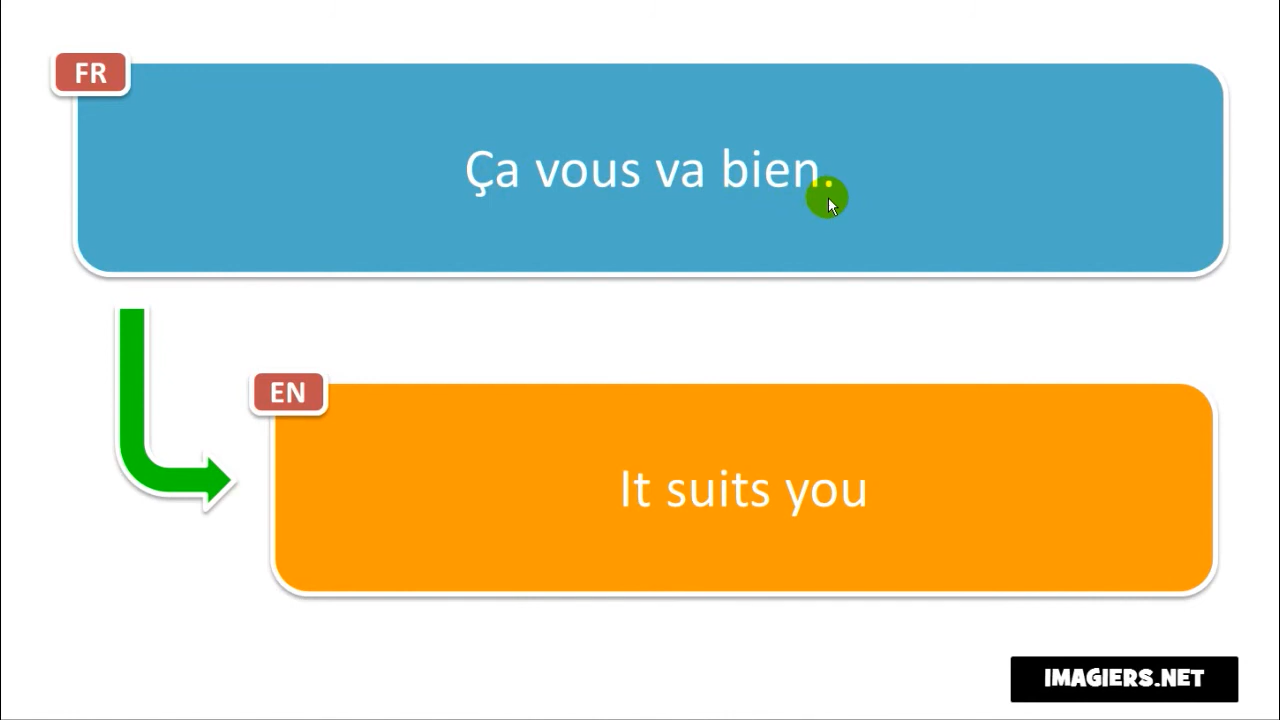 FR
Ça vous va bien.
EN
It suits you
IMAGIERS.NET